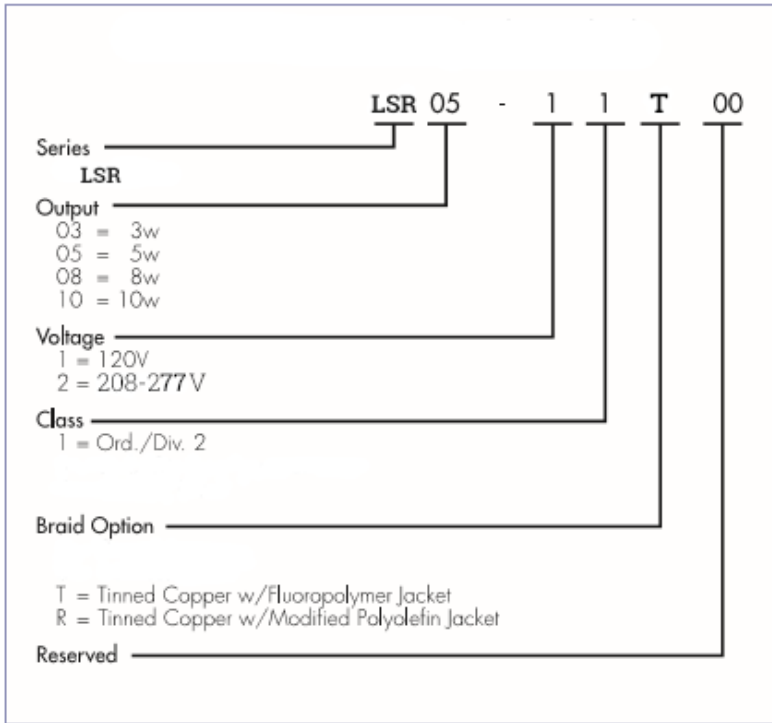 LSR 05 - 1 1 T 00
Series
LSR
Output
03 = 3w
05 = 5w
08 = 8w
10 = 10w
Voltage
1 = 120V
2 = 208-277V
Class
1 = Ord./Div. 2
Braid Option
T = Tinned Copper w/Fluoropolymer Jacket
R = Tinned Copper w/Modified Polyolefin Jacket
Reserved